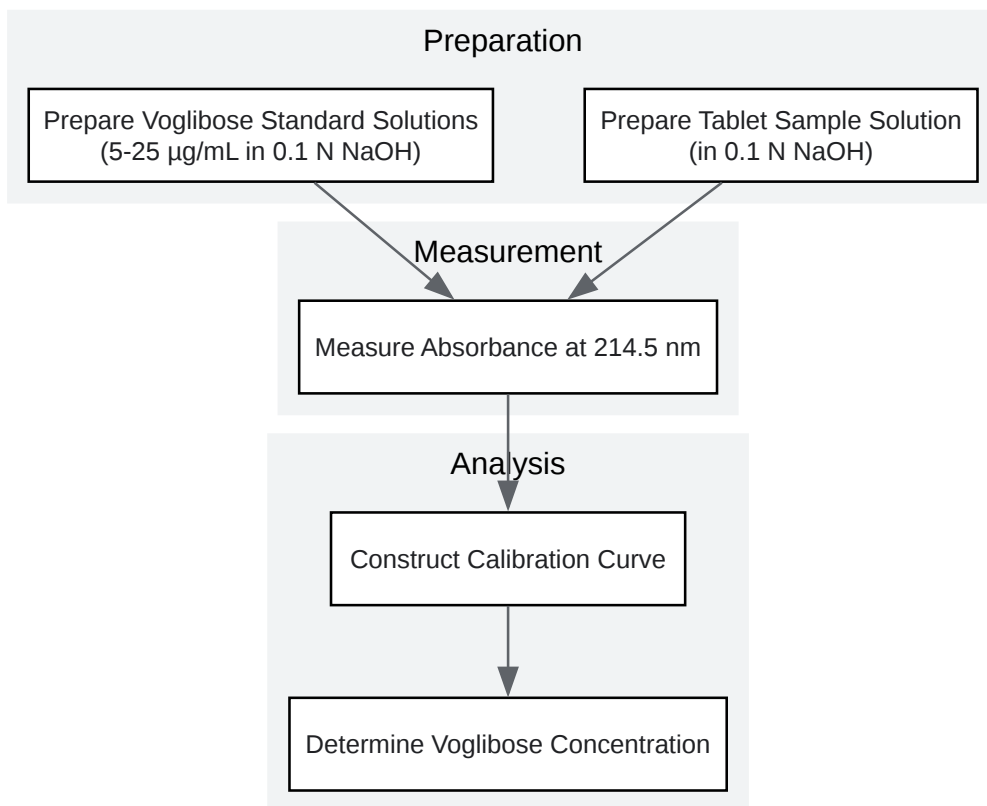 Preparation
Prepare Voglibose Standard Solutions
(5-25 µg/mL in 0.1 N NaOH)
Prepare Tablet Sample Solution
(in 0.1 N NaOH)
Measurement
Measure Absorbance at 214.5 nm
Analysis
Construct Calibration Curve
Determine Voglibose Concentration